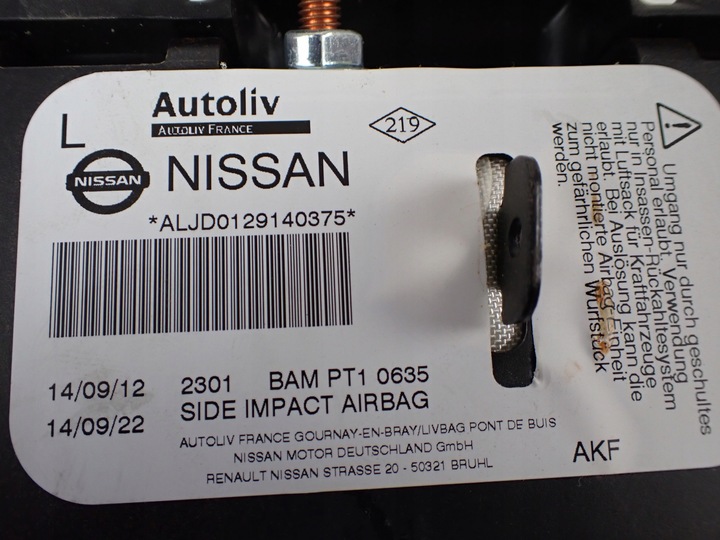 L
Autoliv
AUTOLIV FRANCE
219
NISSAN
NISSAN
*ALJD0129140375*
14/09/12 2301 BAM PT1 0635
14/09/22 SIDE IMPACT AIRBAG
AUTOLIV FRANCE GOURNAY-EN-BRAY/LIVBAG PONT DE BUIS
NISSAN MOTOR DEUTSCHLAND GmbH
RENAULT NISSAN STRASSE 20 - 50321 BRUHL
AKF
Umgang nur durch geschultes
Personal erlaubt. Verwendung
nur in Insassen-Rückhaltesystem
mit Luftsack für Kraftfahrzeuge
erlaubt. Bei Auslösung kann die
nicht montierte Airbag Einheit
zum gefährlichen Wurfstück
werden.